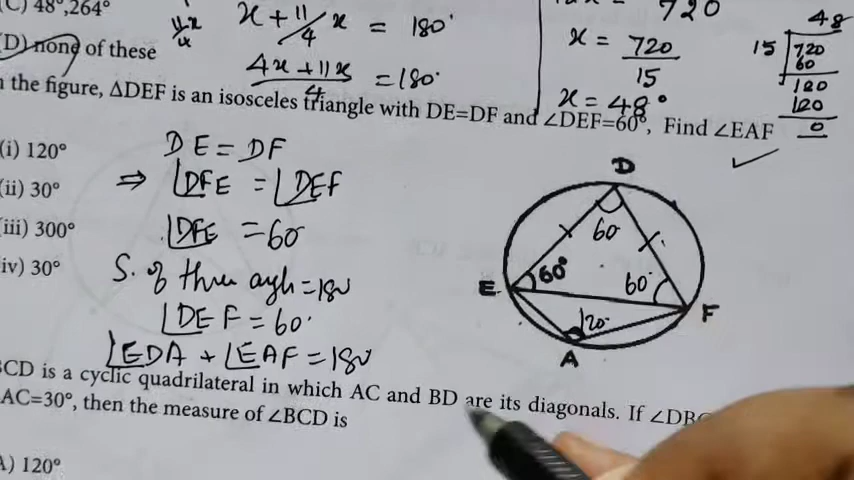 (C) 48°,264°
(D) none of these
x + 11/4 x = 180°
4x + 11x / 4 = 180°
720
x = 720 / 15
x = 48°
48
15 720
60
120
120
0
the figure, ΔDEF is an isosceles triangle with DE=DF and ∠DEF=60°, Find ∠EAF
(i) 120°
(ii) 30°
(iii) 300°
iv) 30°
DE = DF
⇒ ∠DFE = ∠DEF
∠DFE = 60
S. of three angle = 180
∠DEF = 60°
∠EDA + ∠EAF = 180
D
60
60°
60°
E
F
120°
A
BCD is a cyclic quadrilateral in which AC and BD are its diagonals. If
AC=30°, then the measure of ∠BCD is
A) 120°